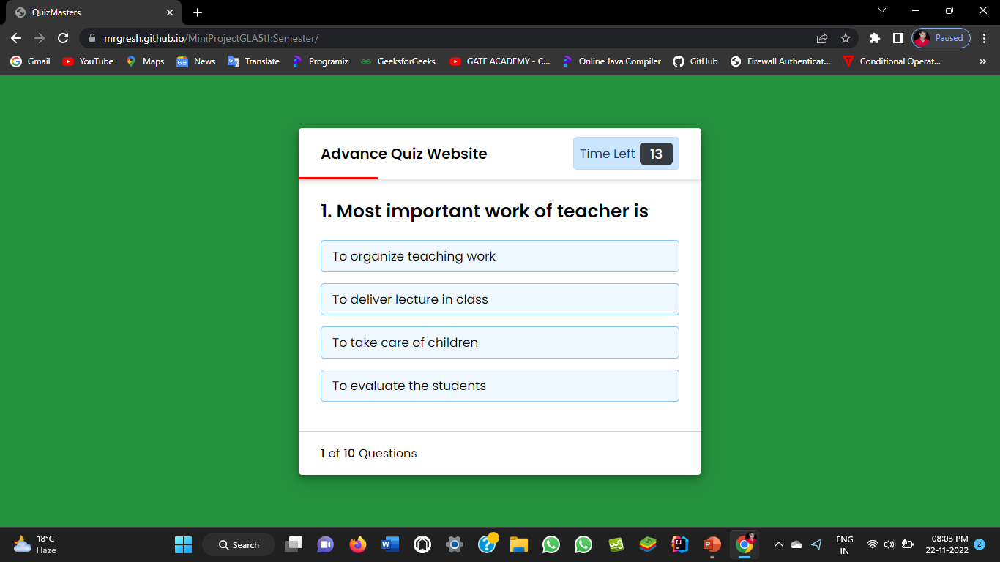 QuizMasters
mrgresh.github.io/MiniProjectGLA5thSemester/
Paused
Gmail
YouTube
Maps
News
Translate
Programiz
GeeksforGeeks
GATE ACADEMY - C...
Online Java Compiler
GitHub
Firewall Authenticat...
Conditional Operat...
»
Advance Quiz Website
Time Left 13
1. Most important work of teacher is
To organize teaching work
To deliver lecture in class
To take care of children
To evaluate the students
1 of 10 Questions
18°C
Haze
Search
ENG
IN
08:03 PM
22-11-2022
2